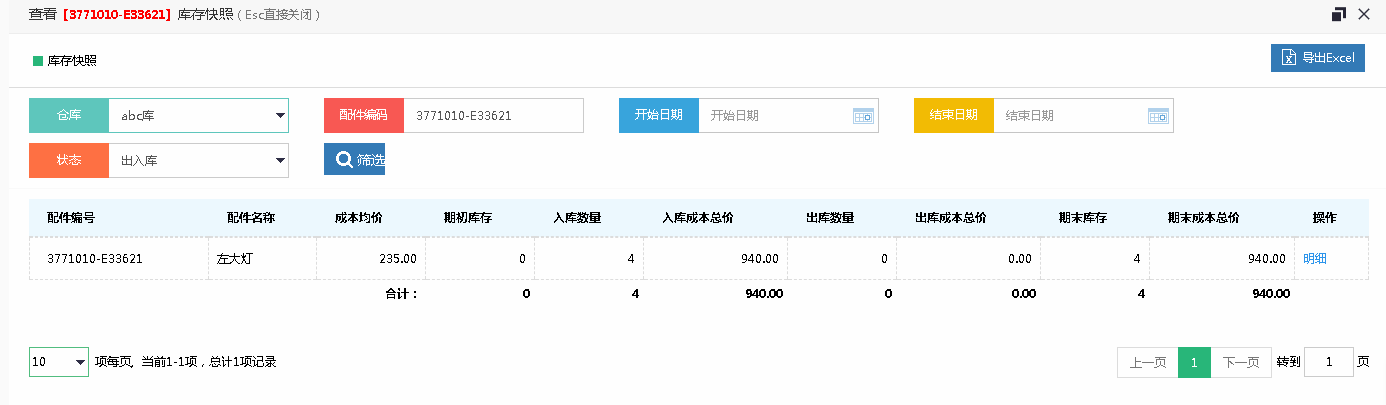 查看【3771010-E33621】库存快照（Esc直接关闭）
库存快照
导出Excel
仓库 abc库 配件编码 3771010-E33621 开始日期 开始日期 结束日期 结束日期
状态 出入库 筛选
配件编号 配件名称 成本均价 期初库存 入库数量 入库成本总价 出库数量 出库成本总价 期末库存 期末成本总价 操作
3771010-E33621 左大灯 235.00 0 4 940.00 0 0.00 4 940.00 明细
合计： 0 4 940.00 0 0.00 4 940.00
10 项每页, 当前1-1项，总计1项记录 上一页 1 下一页 转到 1 页